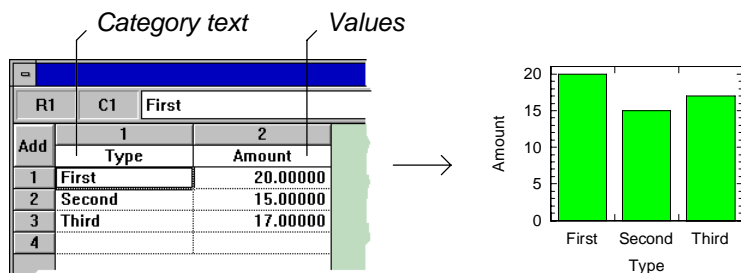 Category text Values
R1 C1 First
Add 1 2
Type Amount
1 First 20.00000
2 Second 15.00000
3 Third 17.00000
4
Amount
20
15
10
5
0
First Second Third
Type